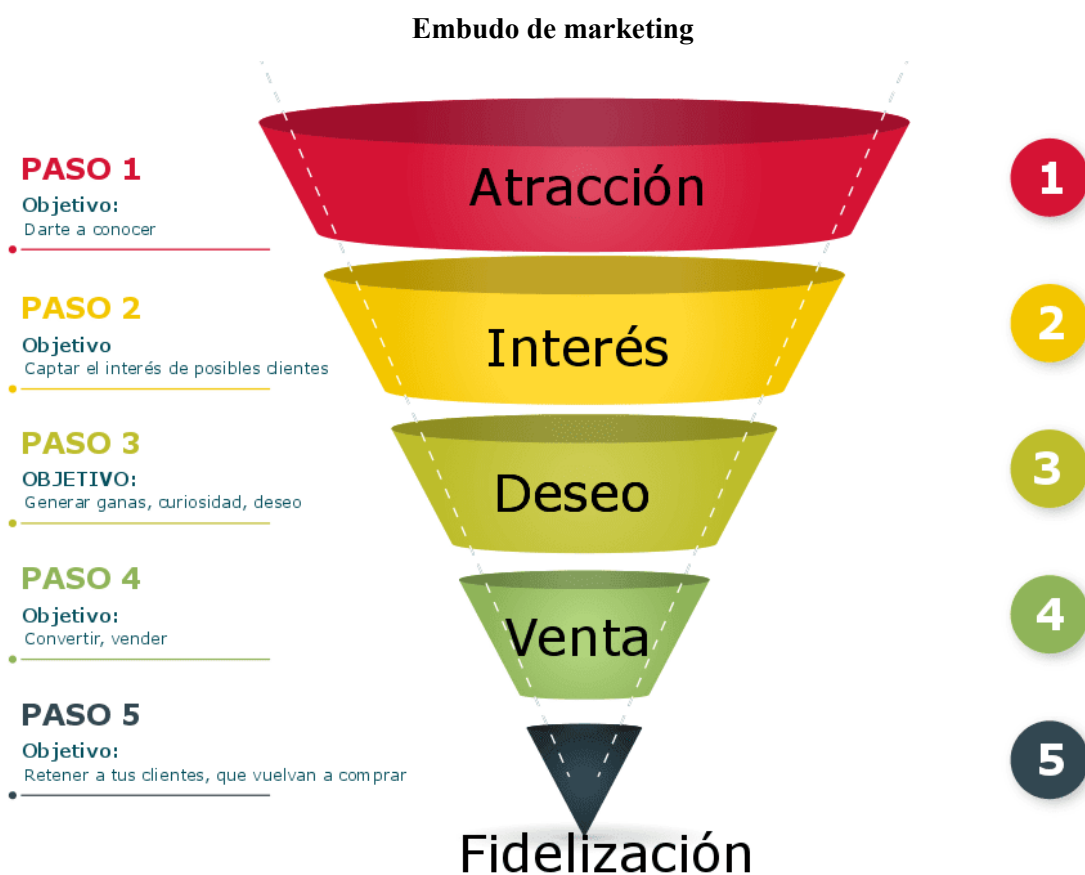 Embudo de marketing
PASO 1
Objetivo:
Darte a conocer
Atracción
1
PASO 2
Objetivo
Captar el interés de posibles clientes
Interés
2
PASO 3
OBJETIVO:
Generar ganas, curiosidad, deseo
Deseo
3
PASO 4
Objetivo:
Convertir, vender
Venta
4
PASO 5
Objetivo:
Retener a tus clientes, que vuelvan a comprar
5
Fidelización